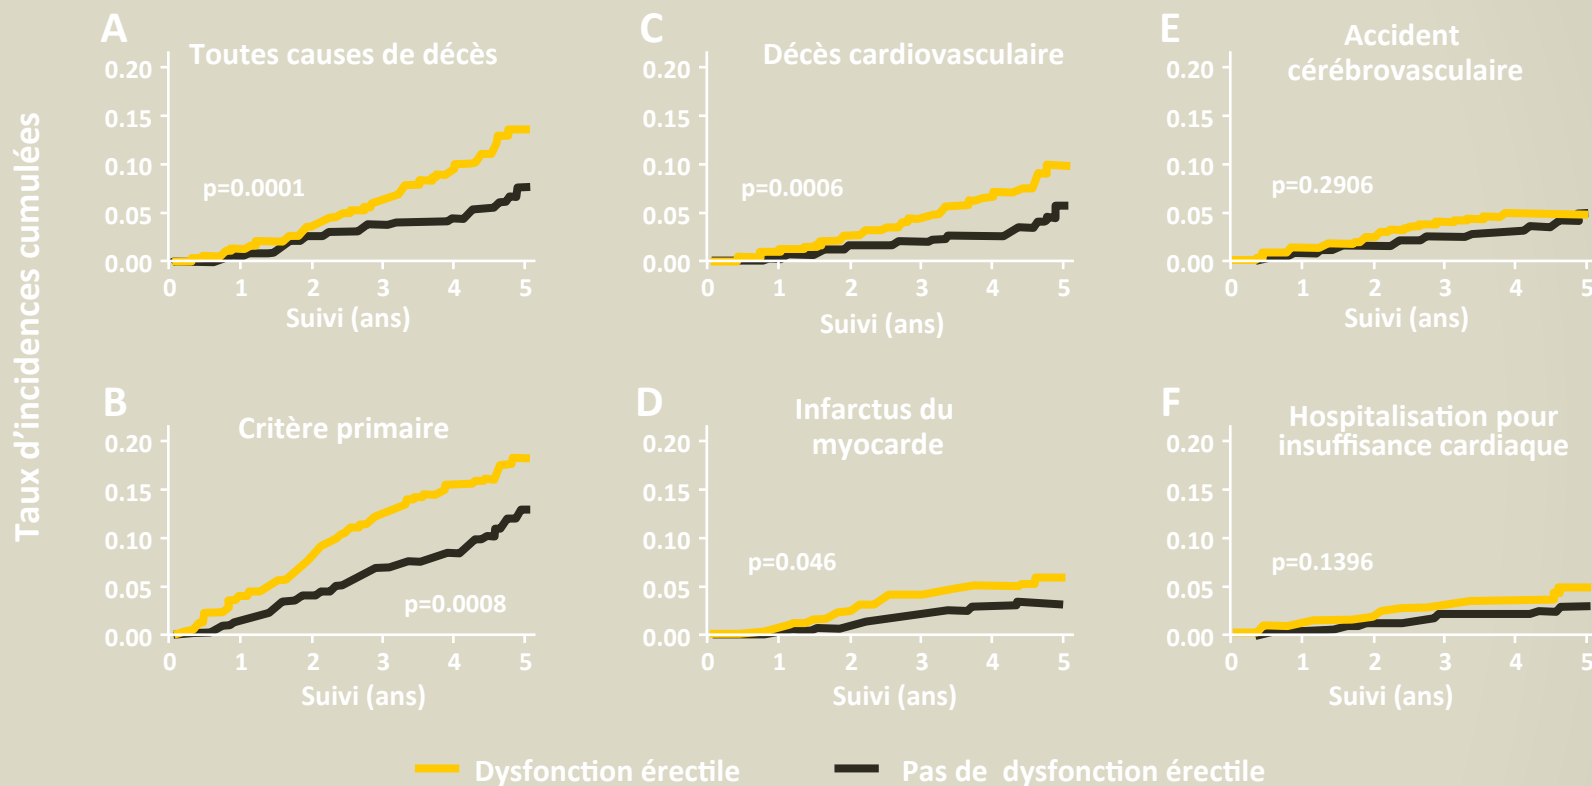 Taux d'incidences cumulées
A
Toutes causes de décès
0.20
0.15
0.10
0.05
0.00
p=0.0001
0 1 2 3 4 5
Suivi (ans)
C
Décès cardiovasculaire
0.20
0.15
0.10
0.05
0.00
p=0.0006
0 1 2 3 4 5
Suivi (ans)
E
Accident
cérébrovasculaire
0.20
0.15
0.10
0.05
0.00
p=0.2906
0 1 2 3 4 5
Suivi (ans)
B
Critère primaire
0.20
0.15
0.10
0.05
0.00
p=0.0008
0 1 2 3 4 5
Suivi (ans)
D
Infarctus du
myocarde
0.20
0.15
0.10
0.05
0.00
p=0.046
0 1 2 3 4 5
Suivi (ans)
F
Hospitalisation pour
insuffisance cardiaque
0.20
0.15
0.10
0.05
0.00
p=0.1396
0 1 2 3 4 5
Suivi (ans)
Dysfonction érectile
Pas de dysfonction érectile